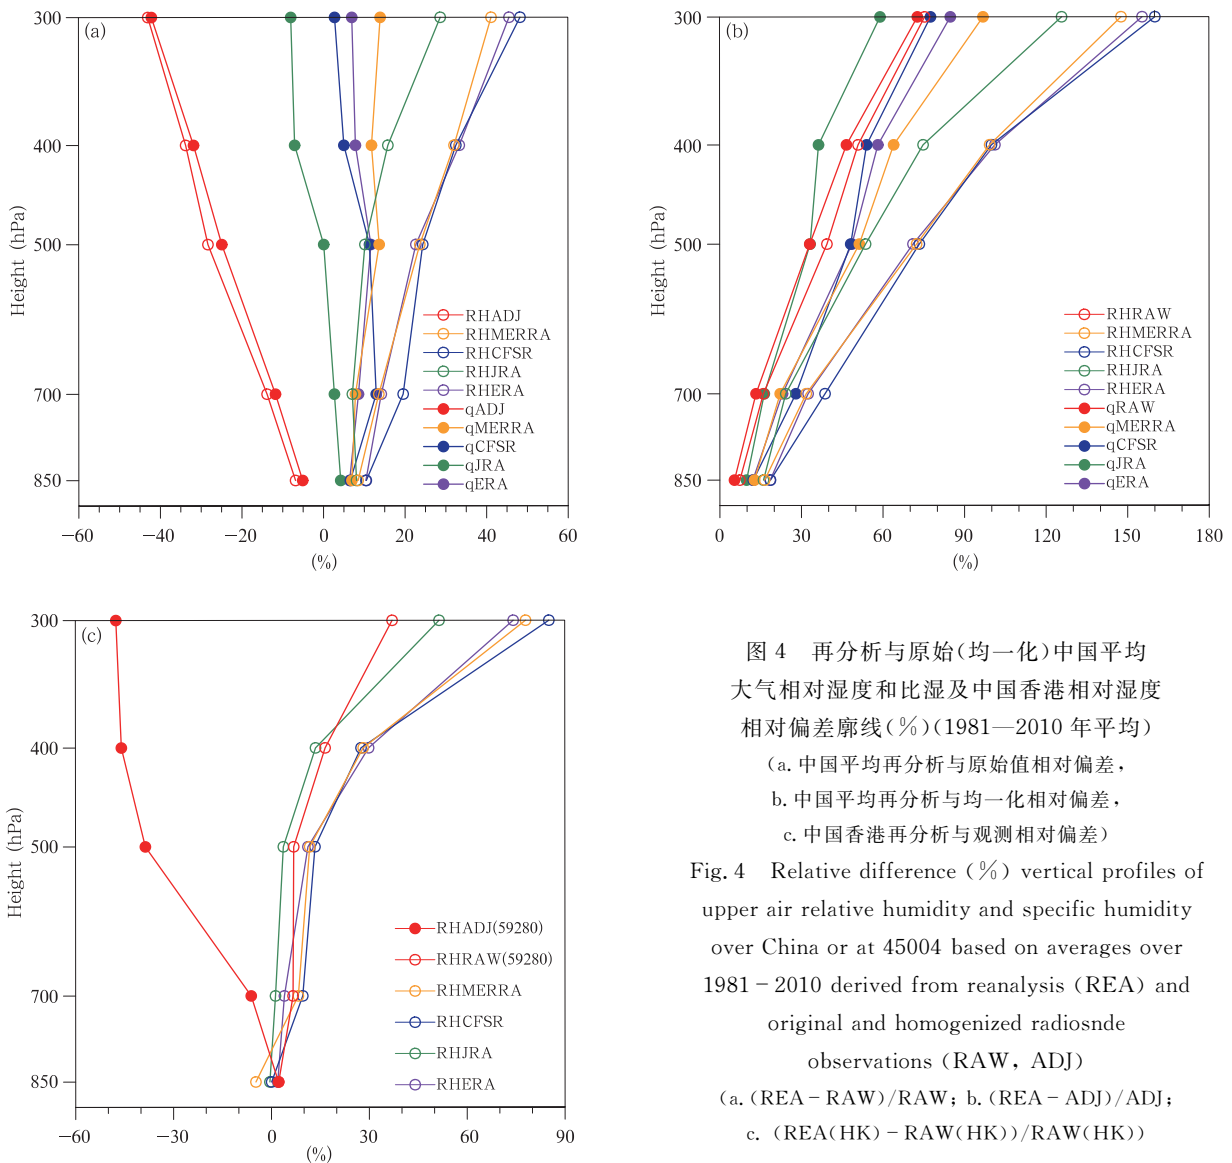 (a)
300
400
500
700
850
Height (hPa)
RHADJ
RHMERRA
RHCFSR
RHJRA
RHERA
qADJ
qMERRA
qCFSR
qJRA
qERA
−60 −40 −20 0 20 40 60
(%)
(b)
300
400
500
700
850
Height (hPa)
RHRAW
RHMERRA
RHCFSR
RHJRA
RHERA
qRAW
qMERRA
qCFSR
qJRA
qERA
0 30 60 90 120 150 180
(%)
(c)
300
400
500
700
850
Height (hPa)
RHADJ(59280)
RHRAW(59280)
RHMERRA
RHCFSR
RHJRA
RHERA
−60 −30 0 30 60 90
(%)
图 4 再分析与原始(均一化)中国平均
大气相对湿度和比湿及中国香港相对湿度
相对偏差廓线(%)(1981—2010 年平均)
(a. 中国平均再分析与原始值相对偏差,
b. 中国平均再分析与均一化相对偏差,
c. 中国香港再分析与观测相对偏差)
Fig. 4 Relative difference (%) vertical profiles of
upper air relative humidity and specific humidity
over China or at 45004 based on averages over
1981-2010 derived from reanalysis (REA) and
original and homogenized radiosnde
observations (RAW, ADJ)
(a. (REA-RAW)/RAW; b. (REA-ADJ)/ADJ;
c. (REA(HK)-RAW(HK))/RAW(HK))